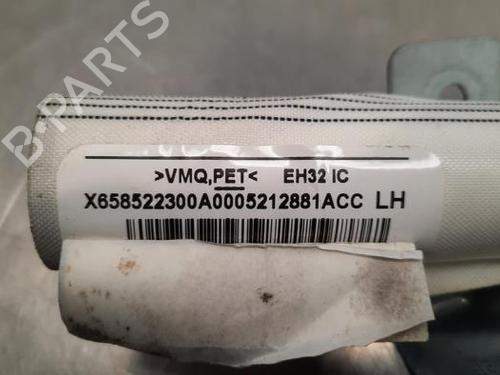 B-PARTS
>VMQ,PET< EH32 IC
X658522300A0005212881ACC LH